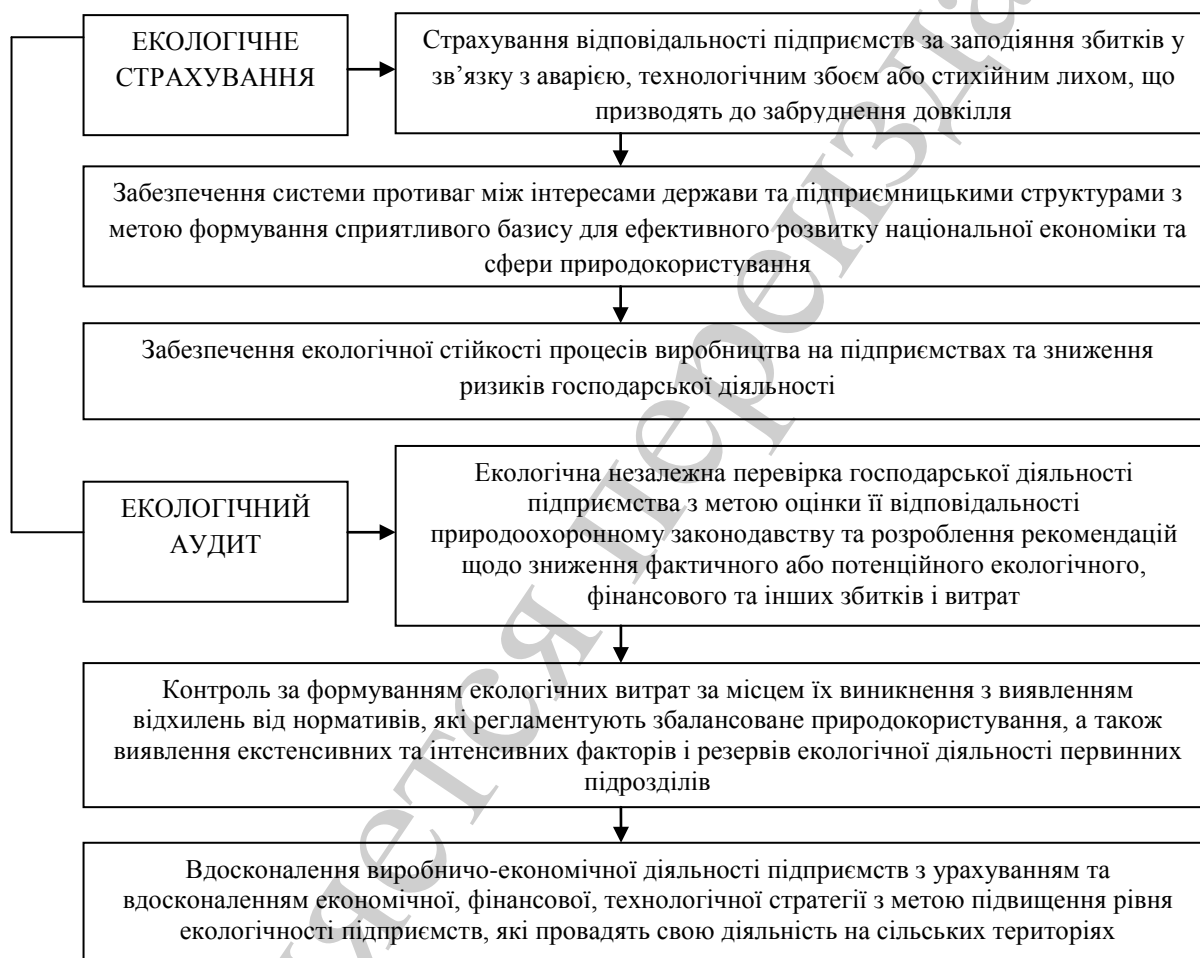 ЕКОЛОГІЧНЕ
СТРАХУВАННЯ
Страхування відповідальності підприємств за заподіяння збитків у
зв’язку з аварією, технологічним збоєм або стихійним лихом, що
призводять до забруднення довкілля
Забезпечення системи противаг між інтересами держави та підприємницькими структурами з
метою формування сприятливого базису для ефективного розвитку національної економіки та
сфери природокористування
Забезпечення екологічної стійкості процесів виробництва на підприємствах та зниження
ризиків господарської діяльності
ЕКОЛОГІЧНИЙ
АУДИТ
Екологічна незалежна перевірка господарської діяльності
підприємства з метою оцінки її відповідальності
природоохоронному законодавству та розроблення рекомендацій
щодо зниження фактичного або потенційного екологічного,
фінансового та інших збитків і витрат
Контроль за формуванням екологічних витрат за місцем їх виникнення з виявленням
відхилень від нормативів, які регламентують збалансоване природокористування, а також
виявлення екстенсивних та інтенсивних факторів і резервів екологічної діяльності первинних
підрозділів
Вдосконалення виробничо-економічної діяльності підприємств з урахуванням та
вдосконаленням економічної, фінансової, технологічної стратегії з метою підвищення рівня
екологічності підприємств, які провадять свою діяльність на сільських територіях